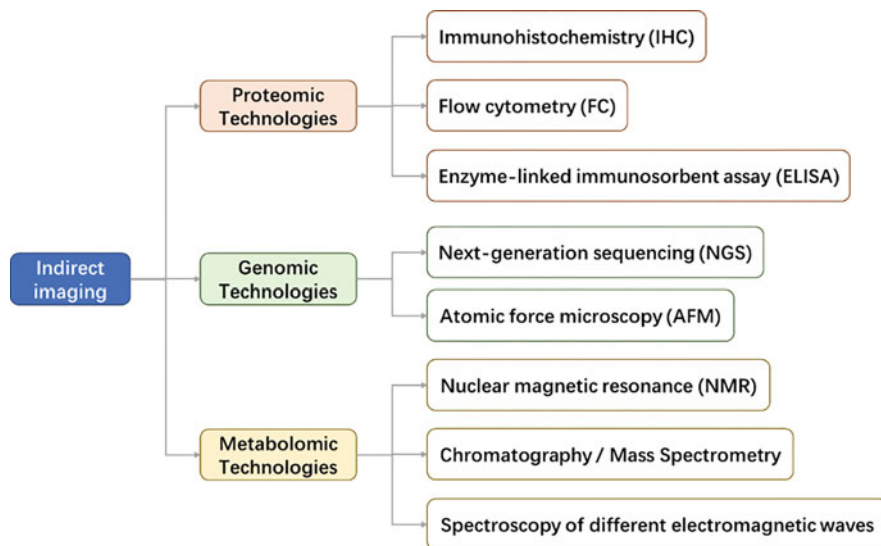 Indirect
imaging
Proteomic
Technologies
Immunohistochemistry (IHC)
Flow cytometry (FC)
Enzyme-linked immunosorbent assay (ELISA)
Genomic
Technologies
Next-generation sequencing (NGS)
Atomic force microscopy (AFM)
Metabolomic
Technologies
Nuclear magnetic resonance (NMR)
Chromatography / Mass Spectrometry
Spectroscopy of different electromagnetic waves